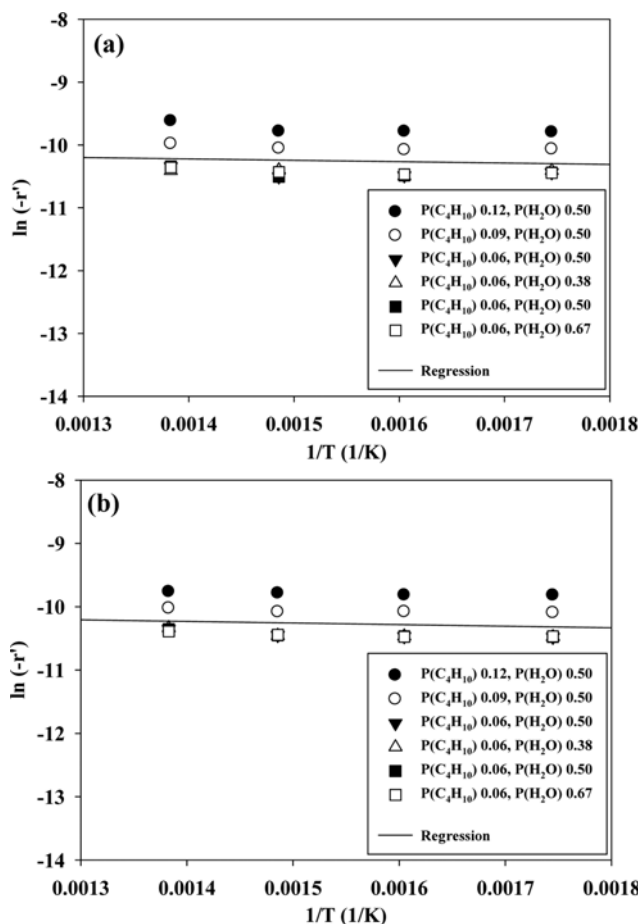 (a)
-8
-9
-10
-11
-12
-13
-14
ln (-r')
P(C₄H₁₀) 0.12, P(H₂O) 0.50
P(C₄H₁₀) 0.09, P(H₂O) 0.50
P(C₄H₁₀) 0.06, P(H₂O) 0.50
P(C₄H₁₀) 0.06, P(H₂O) 0.38
P(C₄H₁₀) 0.06, P(H₂O) 0.50
P(C₄H₁₀) 0.06, P(H₂O) 0.67
Regression
0.0013 0.0014 0.0015 0.0016 0.0017 0.0018
1/T (1/K)
(b)
-8
-9
-10
-11
-12
-13
-14
ln (-r')
P(C₄H₁₀) 0.12, P(H₂O) 0.50
P(C₄H₁₀) 0.09, P(H₂O) 0.50
P(C₄H₁₀) 0.06, P(H₂O) 0.50
P(C₄H₁₀) 0.06, P(H₂O) 0.38
P(C₄H₁₀) 0.06, P(H₂O) 0.50
P(C₄H₁₀) 0.06, P(H₂O) 0.67
Regression
0.0013 0.0014 0.0015 0.0016 0.0017 0.0018
1/T (1/K)